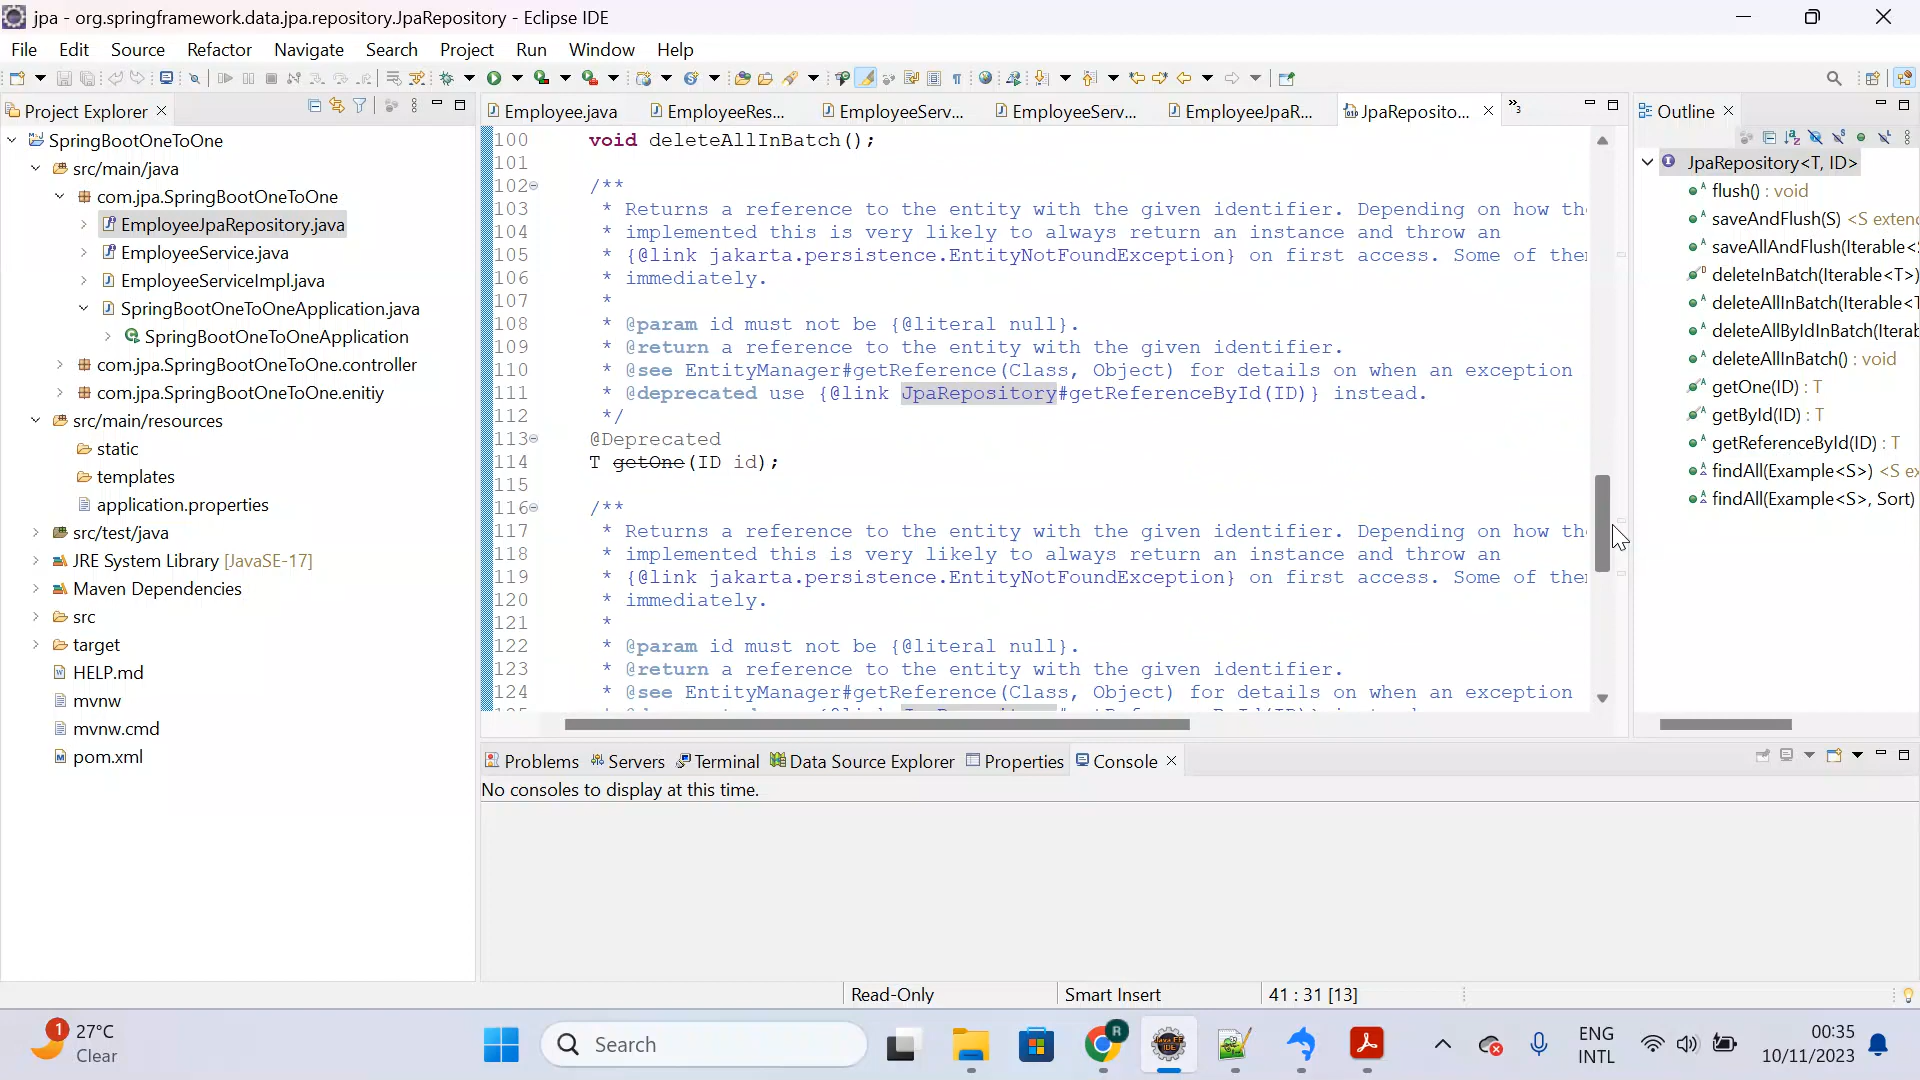 jpa - org.springframework.data.jpa.repository.JpaRepository - Eclipse IDE
File Edit Source Refactor Navigate Search Project Run Window Help
Project Explorer
SpringBootOneToOne
src/main/java
com.jpa.SpringBootOneToOne
EmployeeJpaRepository.java
EmployeeService.java
EmployeeServiceImpl.java
SpringBootOneToOneApplication.java
SpringBootOneToOneApplication
com.jpa.SpringBootOneToOne.controller
com.jpa.SpringBootOneToOne.enitiy
src/main/resources
static
templates
application.properties
src/test/java
JRE System Library [JavaSE-17]
Maven Dependencies
src
target
HELP.md
mvnw
mvnw.cmd
pom.xml
Employee.java EmployeeRes... EmployeeServ... EmployeeServ... EmployeeJpaR... JpaReposito... 3
100 void deleteAllInBatch();
101
102 /**
103 * Returns a reference to the entity with the given identifier. Depending on how th
104 * implemented this is very likely to always return an instance and throw an
105 * {@link jakarta.persistence.EntityNotFoundException} on first access. Some of the
106 * immediately.
107 *
108 * @param id must not be {@literal null}.
109 * @return a reference to the entity with the given identifier.
110 * @see EntityManager#getReference(Class, Object) for details on when an exception
111 * @deprecated use {@link JpaRepository#getReferenceById(ID)} instead.
112 */
113 @Deprecated
114 T getOne(ID id);
115
116 /**
117 * Returns a reference to the entity with the given identifier. Depending on how th
118 * implemented this is very likely to always return an instance and throw an
119 * {@link jakarta.persistence.EntityNotFoundException} on first access. Some of the
120 * immediately.
121 *
122 * @param id must not be {@literal null}.
123 * @return a reference to the entity with the given identifier.
124 * @see EntityManager#getReference(Class, Object) for details on when an exception
Outline
JpaRepository<T, ID>
flush() : void
saveAndFlush(S) <S extend
saveAllAndFlush(Iterable<
deleteInBatch(Iterable<T>)
deleteAllInBatch(Iterable<T
deleteAllByIdInBatch(Iterab
deleteAllInBatch() : void
getOne(ID) : T
getById(ID) : T
getReferenceById(ID) : T
findAll(Example<S>) <S ex
findAll(Example<S>, Sort)
Problems Servers Terminal Data Source Explorer Properties Console
No consoles to display at this time.
Read-Only Smart Insert 41 : 31 [13]
1 27°C
Clear
Search
R
ENG
INTL
00:35
10/11/2023